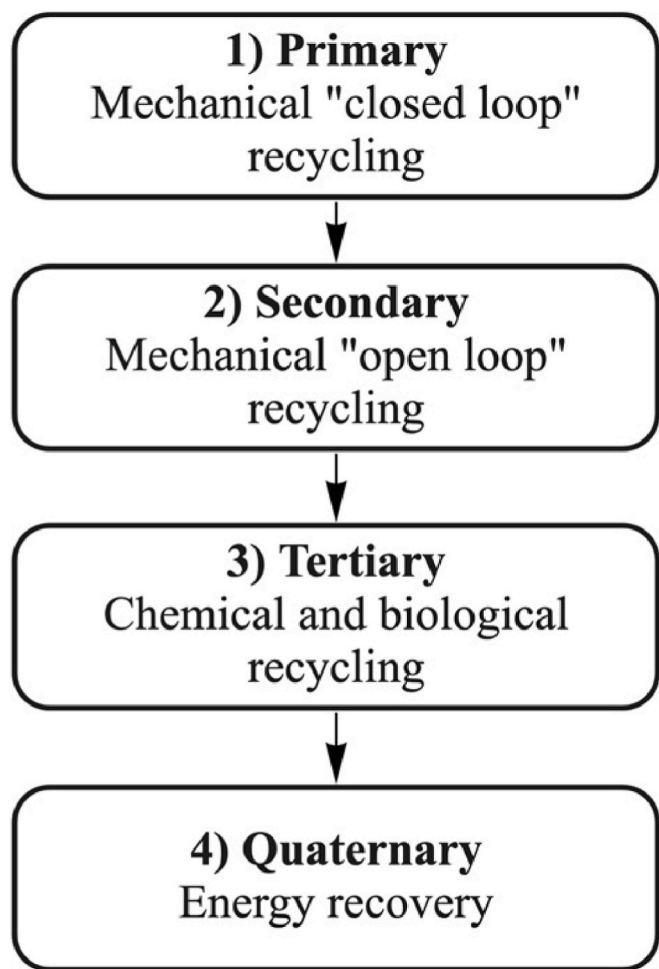 1) Primary
Mechanical "closed loop"
recycling
2) Secondary
Mechanical "open loop"
recycling
3) Tertiary
Chemical and biological
recycling
4) Quaternary
Energy recovery